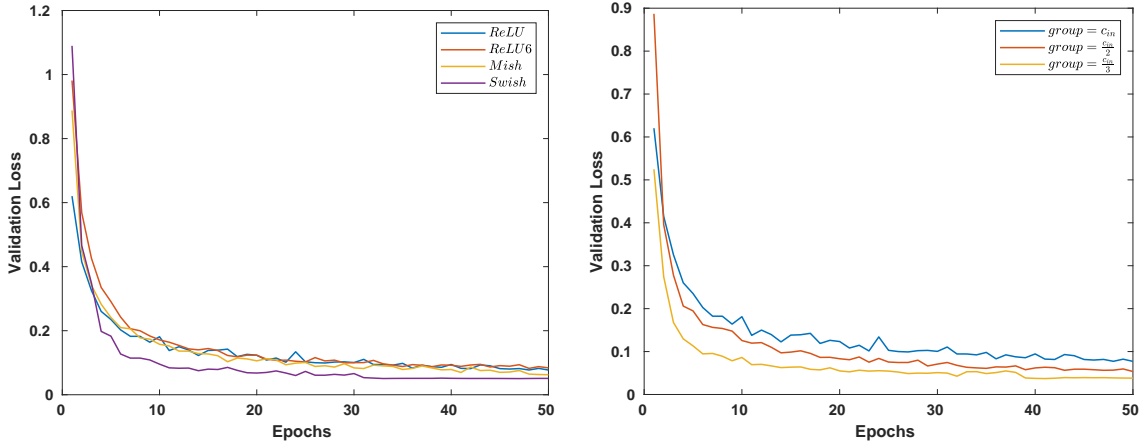 1.2
1
0.8
0.6
0.4
0.2
0
0
10
20
30
40
50
Validation Loss
Epochs
ReLU
ReLU6
Mish
Swish
0.9
0.8
0.7
0.6
0.5
0.4
0.3
0.2
0.1
0
0
10
20
30
40
50
Validation Loss
Epochs
group = c_in
group = c_in/2
group = c_in/3